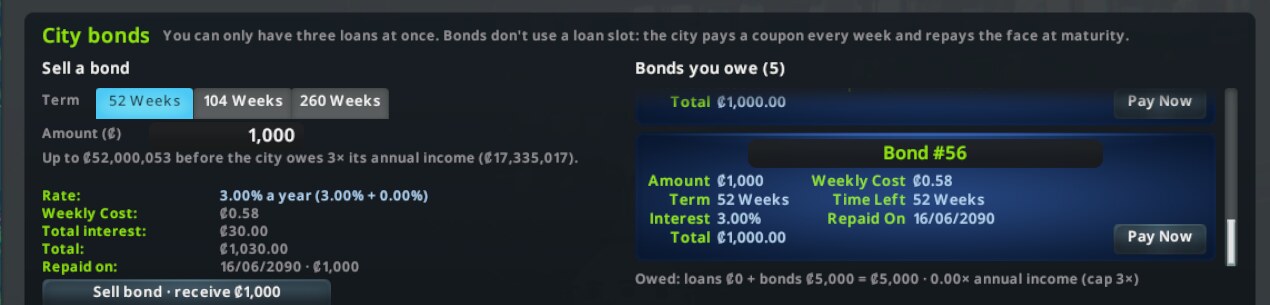 City bonds You can only have three loans at once. Bonds don't use a loan slot: the city pays a coupon every week and repays the face at maturity.
Sell a bond
Term 52 Weeks 104 Weeks 260 Weeks
Amount (₡) 1,000
Up to ₡52,000,053 before the city owes 3× its annual income (₡17,335,017).
Rate: 3.00% a year (3.00% + 0.00%)
Weekly Cost: ₡0.58
Total interest: ₡30.00
Total: ₡1,030.00
Repaid on: 16/06/2090 · ₡1,000
Sell bond · receive ₡1,000
Bonds you owe (5)
Total ₡1,000.00 Pay Now
Bond #56
Amount ₡1,000 Weekly Cost ₡0.58
Term 52 Weeks Time Left 52 Weeks
Interest 3.00% Repaid On 16/06/2090
Total ₡1,000.00 Pay Now
Owed: loans ₡0 + bonds ₡5,000 = ₡5,000 · 0.00× annual income (cap 3×)